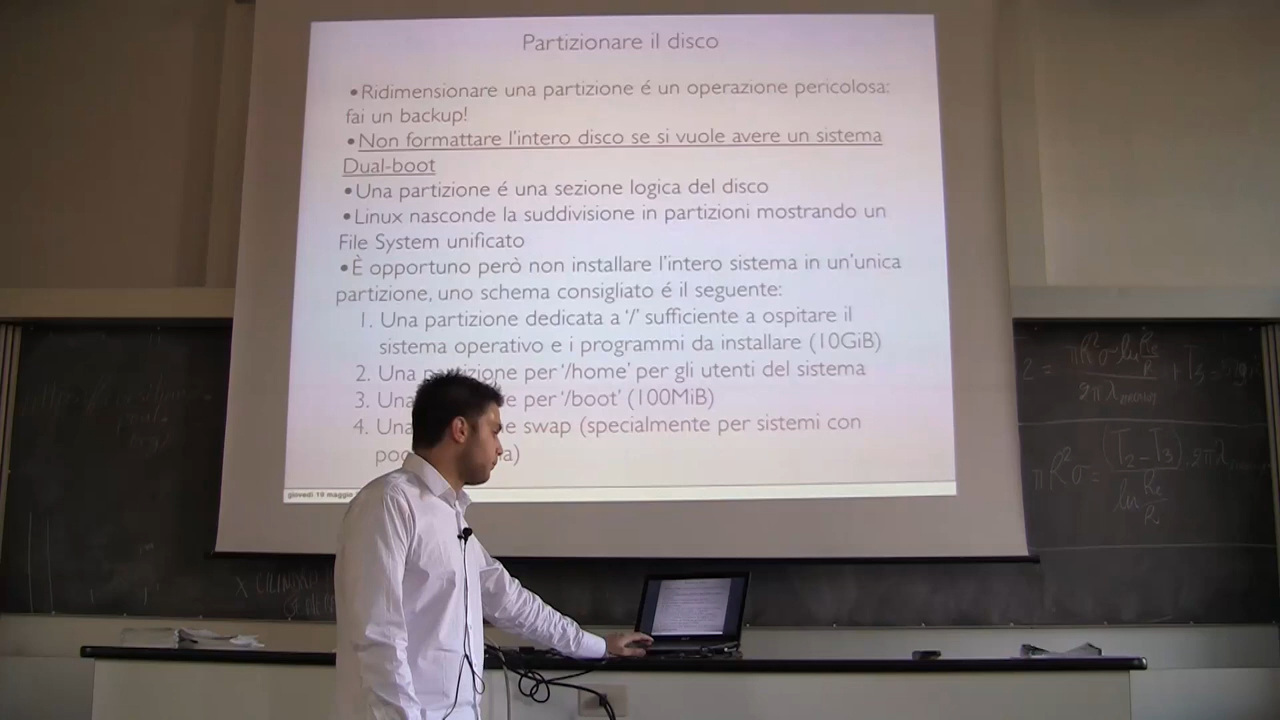 Partizionare il disco
• Ridimensionare una partizione é un operazione pericolosa:
fai un backup!
• Non formattare l'intero disco se si vuole avere un sistema
Dual-boot
• Una partizione é una sezione logica del disco
• Linux nasconde la suddivisione in partizioni mostrando un
File System unificato
• È opportuno però non installare l'intero sistema in un'unica
partizione, uno schema consigliato é il seguente:
1. Una partizione dedicata a '/' sufficiente a ospitare il
sistema operativo e i programmi da installare (10GiB)
2. Una partizione per '/home' per gli utenti del sistema
3. Una per '/boot' (100MiB)
4. Una swap (specialmente per sistemi con
giovedì 19 maggio